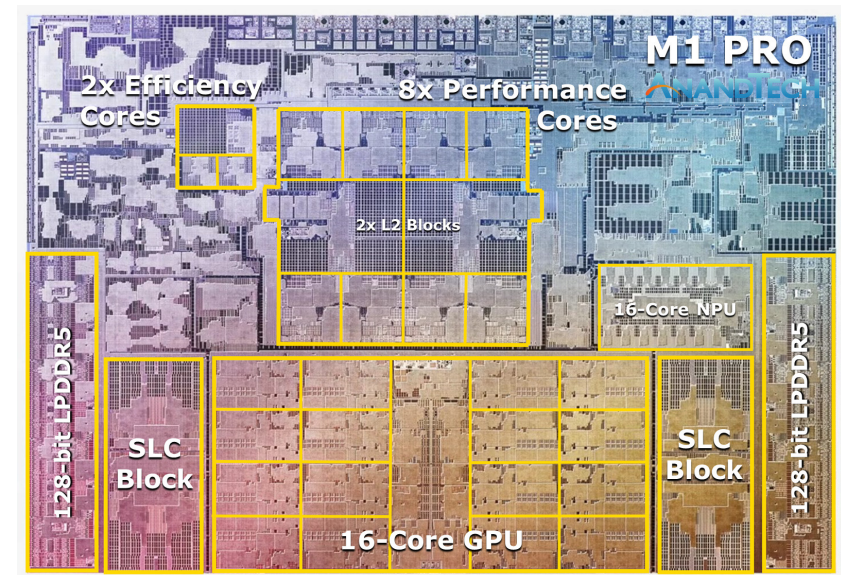 M1 PRO
ANANDTECH
2x Efficiency
Cores
8x Performance
Cores
2x L2 Blocks
16-Core NPU
128-bit LPDDR5
SLC
Block
16-Core GPU
SLC
Block
128-bit LPDDR5